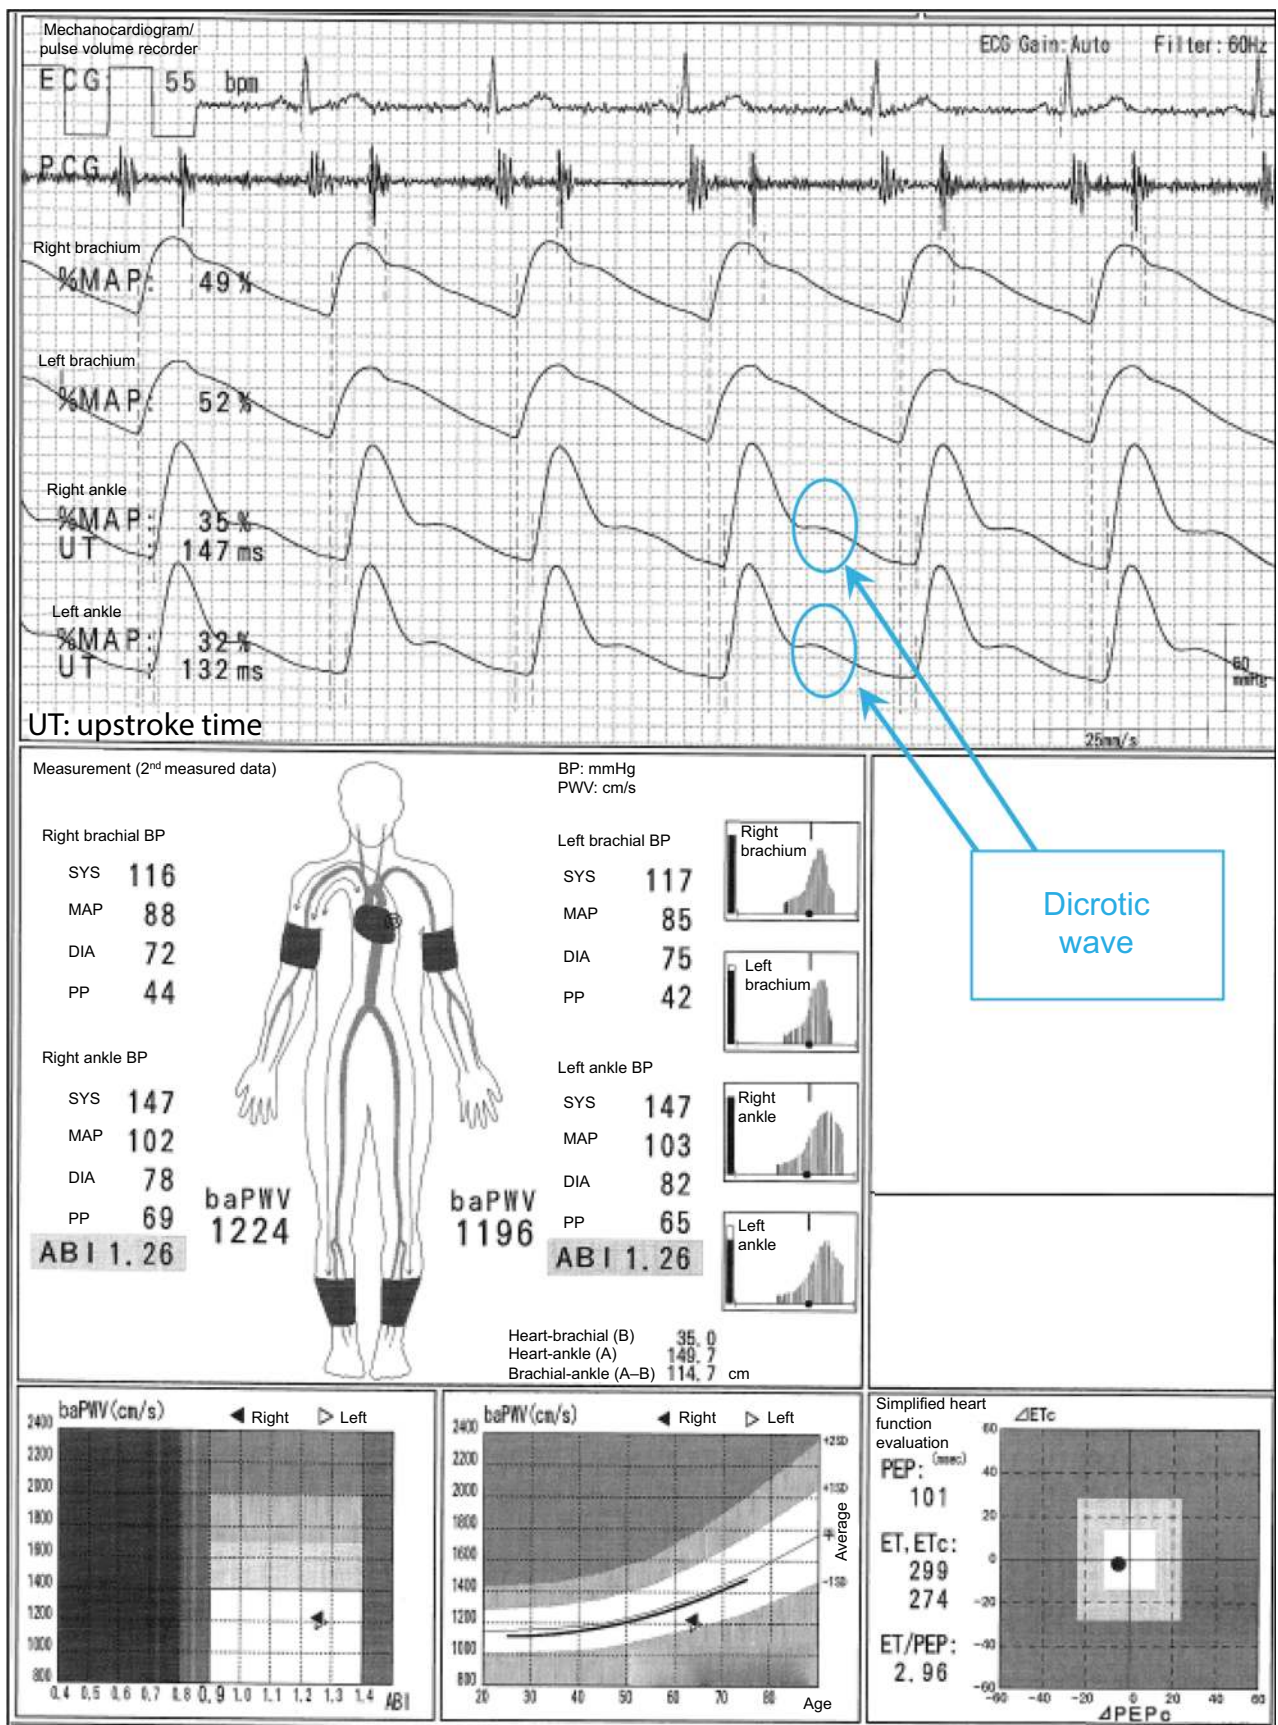 Mechanocardiogram/
pulse volume recorder
ECG Gain:Auto Filter:60Hz
ECG: 55 bpm
PCG
Right brachium
%MAP: 49%
Left brachium
%MAP: 52%
Right ankle
%MAP: 35%
UT : 147ms
Left ankle
%MAP: 32%
UT : 132ms
60
mmHg
UT: upstroke time
25mm/s
Measurement (2nd measured data)
BP: mmHg
PWV: cm/s
Right brachial BP
SYS 116
MAP 88
DIA 72
PP 44
Left brachial BP
SYS 117
MAP 85
DIA 75
PP 42
Right
brachium
Left
brachium
Dicrotic
wave
Right ankle BP
SYS 147
MAP 102
DIA 78
PP 69
ABI 1.26
baPWV
1224
baPWV
1196
Left ankle BP
SYS 147
MAP 103
DIA 82
PP 65
ABI 1.26
Right
ankle
Left
ankle
Heart-brachial (B) 35.0
Heart-ankle (A) 149.7
Brachial-ankle (A–B) 114.7 cm
baPWV(cm/s) Right Left
2400
2200
2000
1800
1600
1400
1200
1000
800
0.4 0.5 0.6 0.7 0.8 0.9 1.0 1.1 1.2 1.3 1.4 ABI
baPWV(cm/s) Right Left
2400
2200
2000
1800
1600
1400
1200
1000
800
20 30 40 50 60 70 80 Age
+2SD
+1SD
Average
-1SD
Simplified heart
function
evaluation
PEP: (msec)
101
ET, ETc:
299
274
ET/PEP:
2.96
⊿ETc
60
40
20
0
-20
-40
-60
-60 -40 -20 0 20 40 60
⊿PEPc